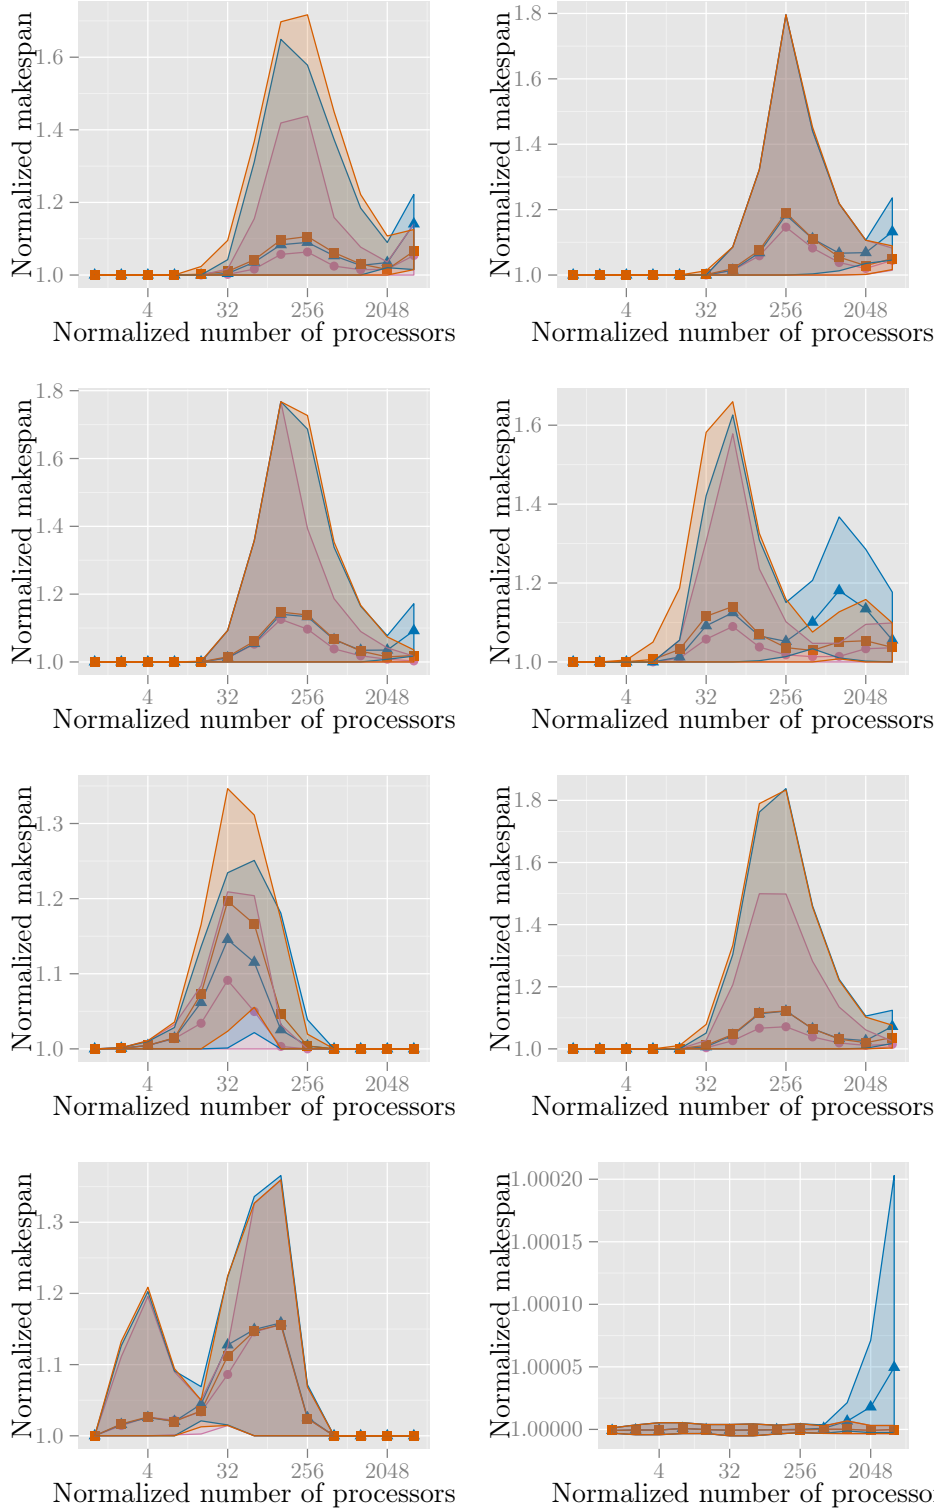 Normalized makespan
1.6
1.4
1.2
1.0
4 32 256 2048
Normalized number of processors
Normalized makespan
1.8
1.6
1.4
1.2
1.0
4 32 256 2048
Normalized number of processors
Normalized makespan
1.8
1.6
1.4
1.2
1.0
4 32 256 2048
Normalized number of processors
Normalized makespan
1.6
1.4
1.2
1.0
4 32 256 2048
Normalized number of processors
Normalized makespan
1.3
1.2
1.1
1.0
4 32 256 2048
Normalized number of processors
Normalized makespan
1.8
1.6
1.4
1.2
1.0
4 32 256 2048
Normalized number of processors
Normalized makespan
1.3
1.2
1.1
1.0
4 32 256 2048
Normalized number of processors
Normalized makespan
1.00020
1.00015
1.00010
1.00005
1.00000
4 32 256 2048
Normalized number of processo